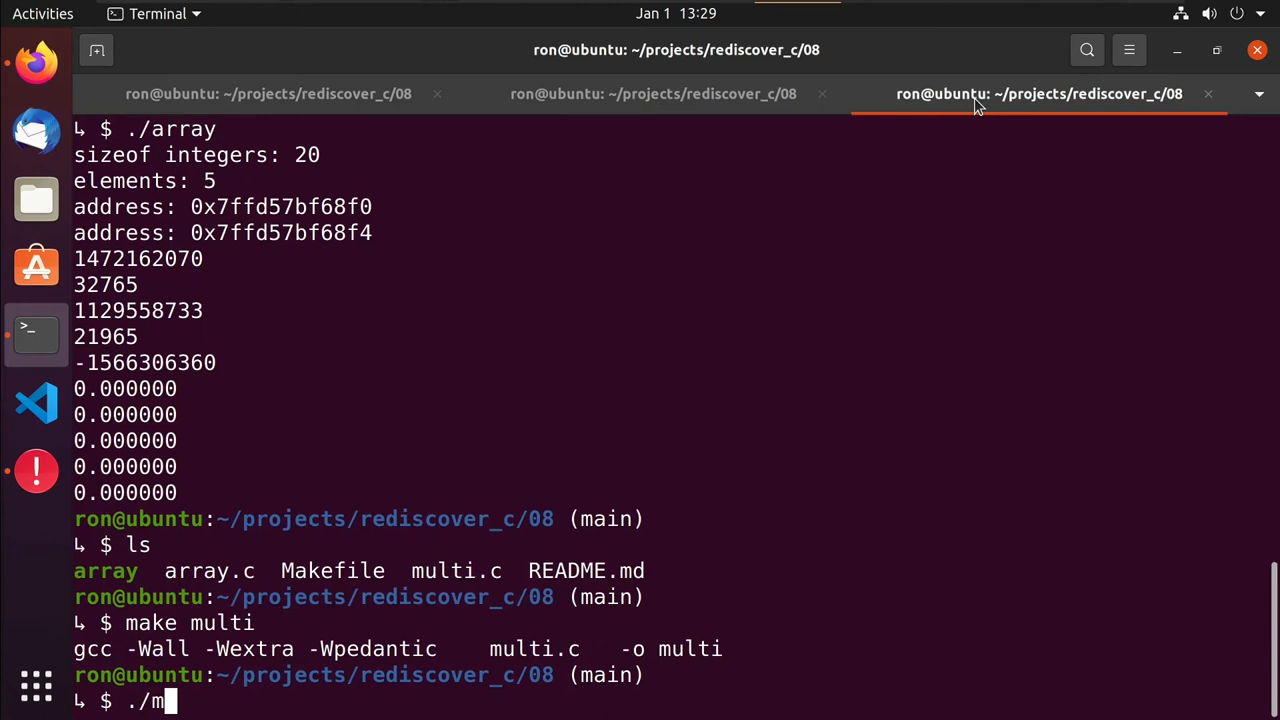 Activities Terminal Jan 1 13:29
ron@ubuntu: ~/projects/rediscover_c/08
ron@ubuntu: ~/projects/rediscover_c/08 ron@ubuntu: ~/projects/rediscover_c/08 ron@ubuntu: ~/projects/rediscover_c/08
↳ $ ./array
sizeof integers: 20
elements: 5
address: 0x7ffd57bf68f0
address: 0x7ffd57bf68f4
1472162070
32765
1129558733
21965
-1566306360
0.000000
0.000000
0.000000
0.000000
0.000000
ron@ubuntu:~/projects/rediscover_c/08 (main)
↳ $ ls
array  array.c  Makefile  multi.c  README.md
ron@ubuntu:~/projects/rediscover_c/08 (main)
↳ $ make multi
gcc -Wall -Wextra -Wpedantic    multi.c   -o multi
ron@ubuntu:~/projects/rediscover_c/08 (main)
↳ $ ./m